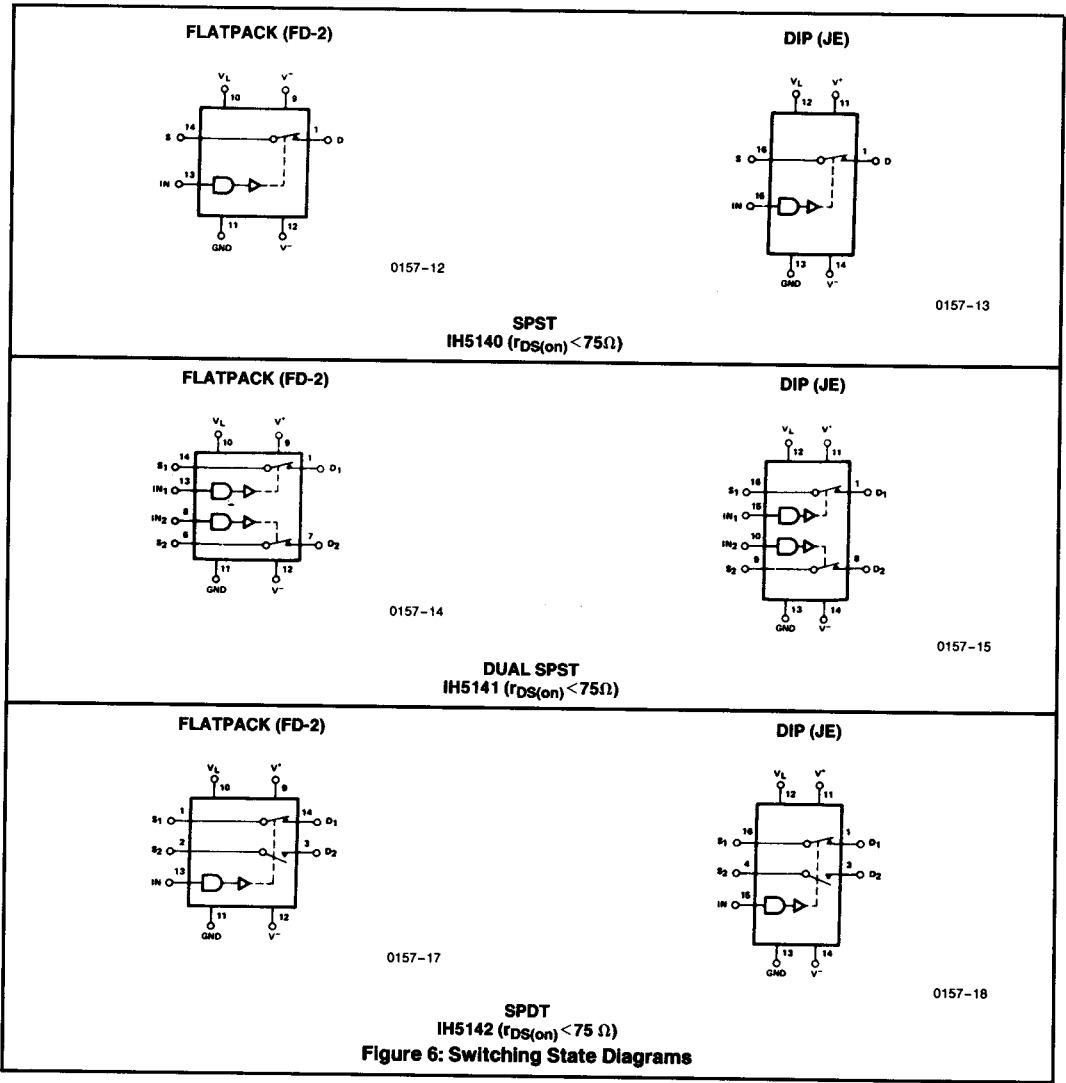 FLATPACK (FD-2)
DIP (JE)
VL
V−
10
9
S
14
1
D
IN
13
11
12
GND
V−
0157-12
VL
V+
12
11
S
16
1
D
IN
16
13
14
GND
V−
0157-13
SPST
IH5140 (rDS(on)<75Ω)
FLATPACK (FD-2)
DIP (JE)
VL
V+
10
9
S1
14
1
D1
IN1
13
IN2
8
S2
6
7
D2
11
12
GND
V−
0157-14
VL
V+
12
11
S1
16
1
D1
IN1
15
IN2
10
S2
9
8
D2
13
14
GND
V−
0157-15
DUAL SPST
IH5141 (rDS(on)<75Ω)
FLATPACK (FD-2)
DIP (JE)
VL
V+
10
9
S1
1
14
D1
S2
2
3
D2
IN
13
11
12
GND
V−
0157-17
VL
V+
12
11
S1
16
1
D1
S2
4
3
D2
IN
15
13
14
GND
V−
0157-18
SPDT
IH5142 (rDS(on)<75 Ω)
Figure 6: Switching State Diagrams